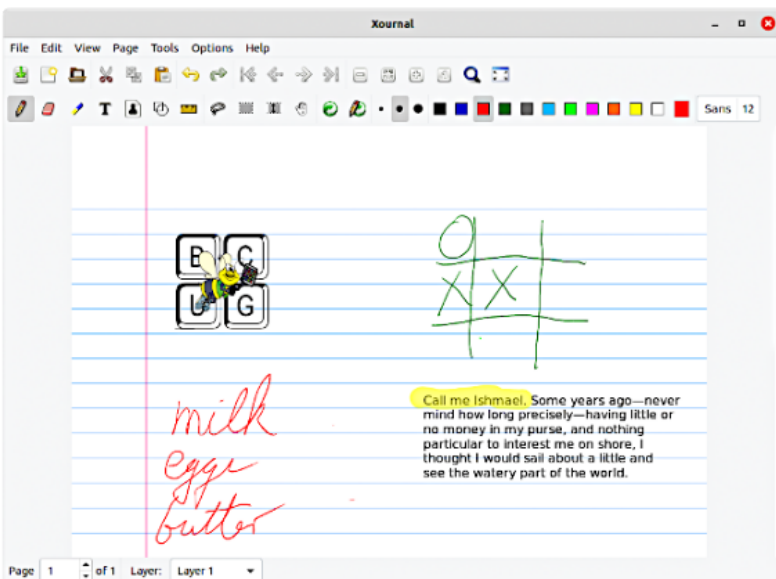 Xournal
File Edit View Page Tools Options Help
T
Sans 12
B C
U G
O
X X
milk
eggs
butter
Call me Ishmael. Some years ago—never
mind how long precisely—having little or
no money in my purse, and nothing
particular to interest me on shore, I
thought I would sail about a little and
see the watery part of the world.
Page 1 of 1 Layer: Layer 1